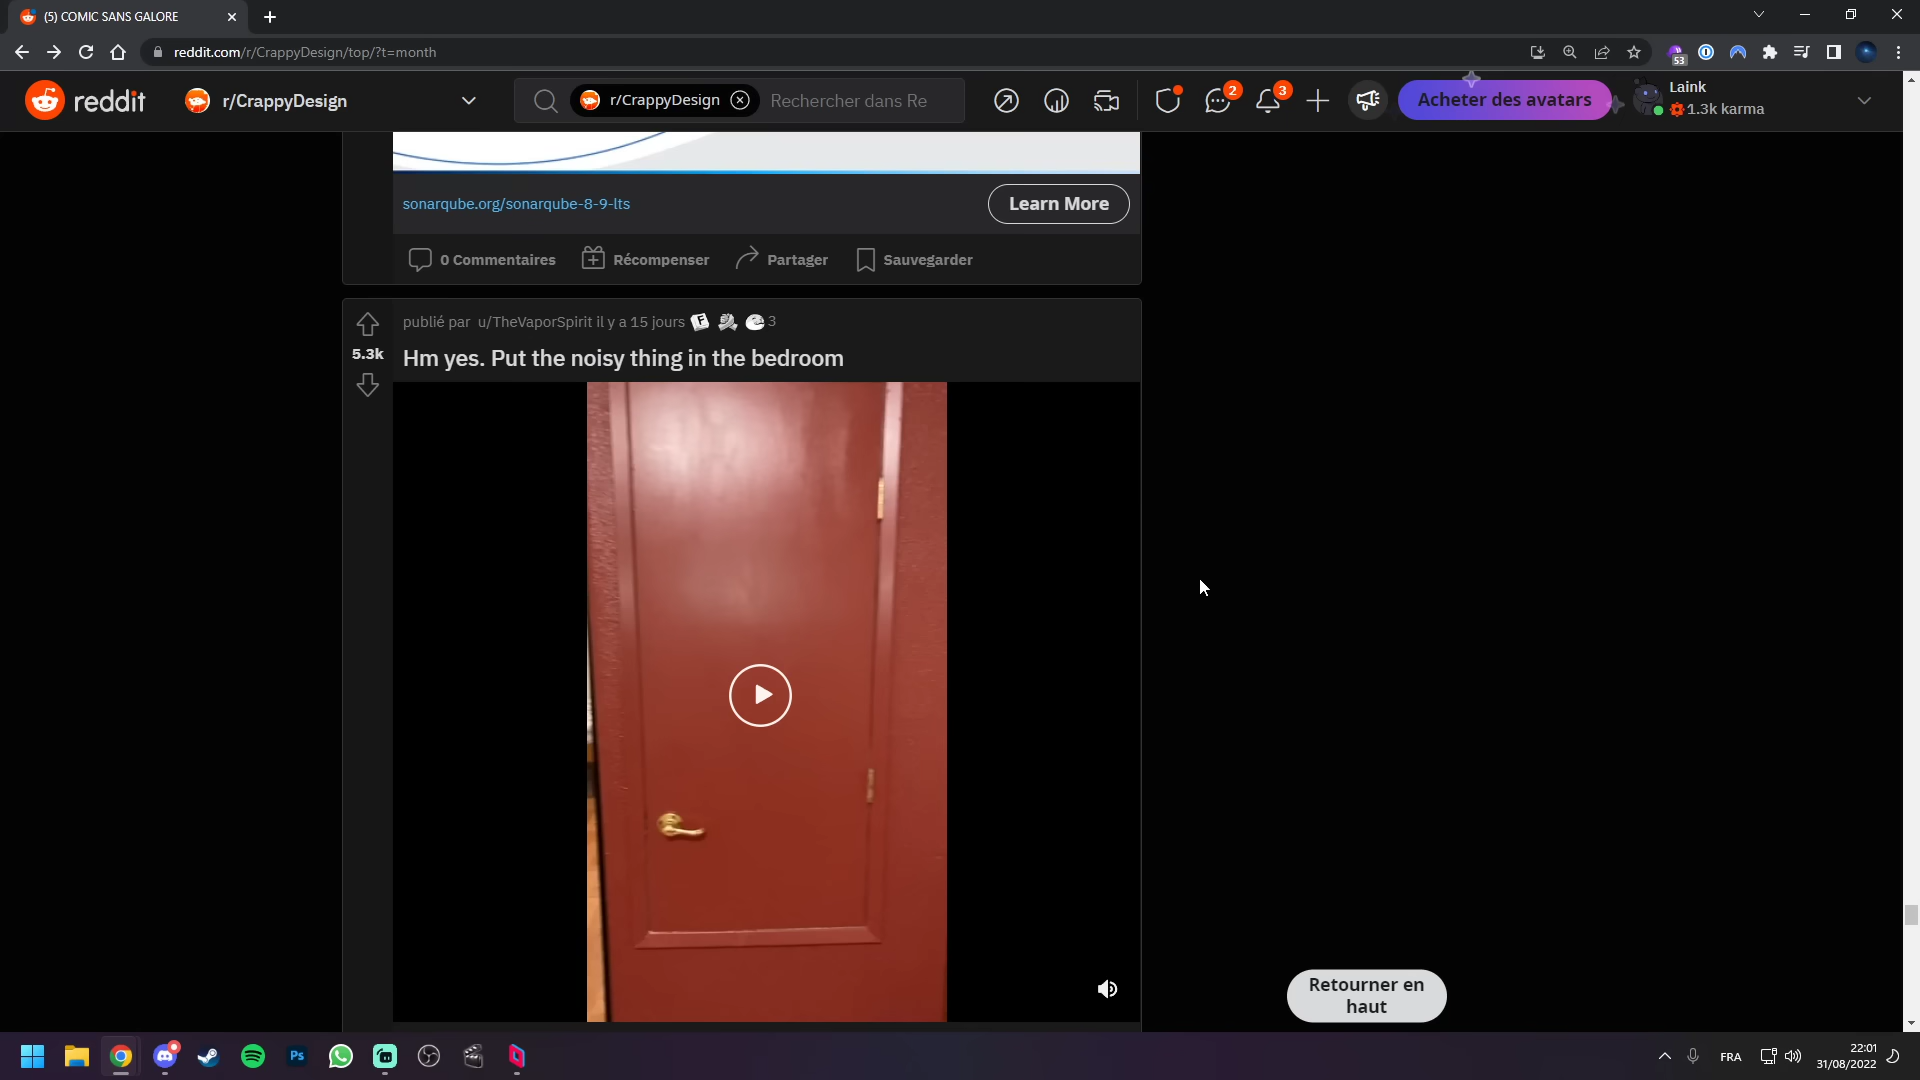 (5) COMIC SANS GALORE
reddit.com/r/CrappyDesign/top/?t=month
53
reddit
r/CrappyDesign
r/CrappyDesign
Rechercher dans Re
2
3
Acheter des avatars
Laink
1.3k karma
sonarqube.org/sonarqube-8-9-lts
Learn More
0 Commentaires
Récompenser
Partager
Sauvegarder
publié par u/TheVaporSpirit il y a 15 jours
F
3
5.3k
Hm yes. Put the noisy thing in the bedroom
Retourner en
haut
Ps
FRA
22:01
31/08/2022